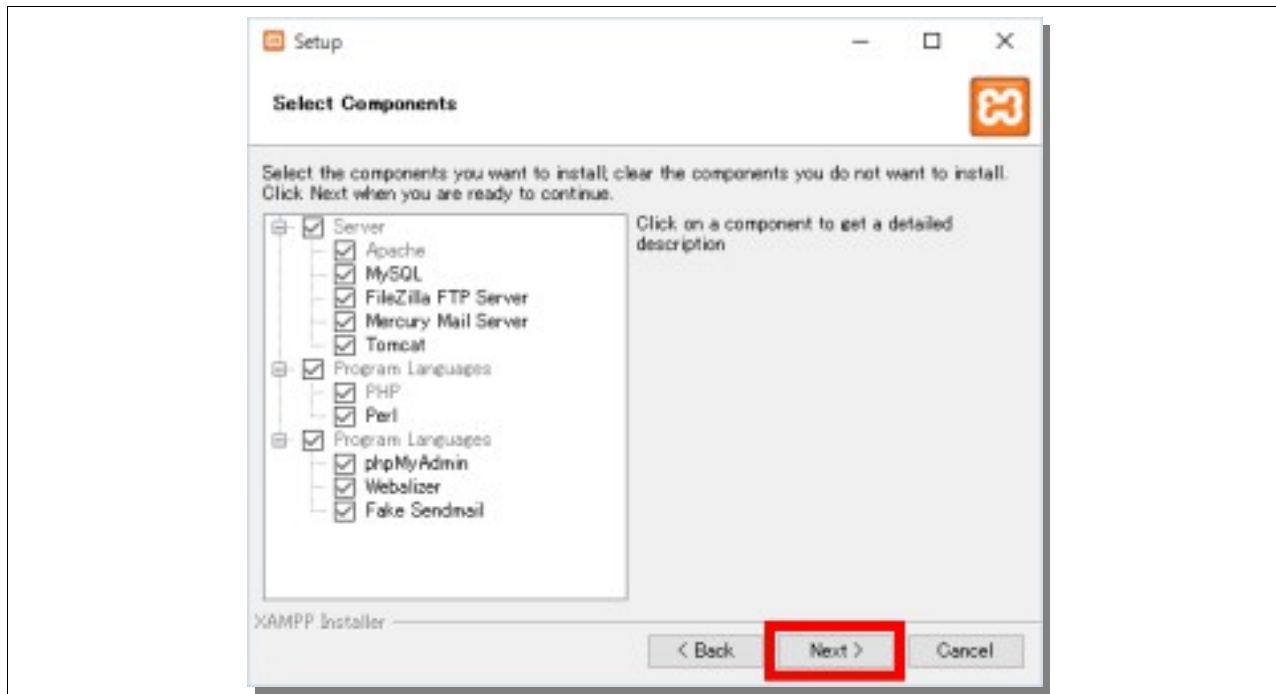 Setup
Select Components
Select the components you want to install; clear the components you do not want to install.
Click Next when you are ready to continue.
Server
Apache
MySQL
FileZilla FTP Server
Mercury Mail Server
Tomcat
Program Languages
PHP
Perl
Program Languages
phpMyAdmin
Webalizer
Fake Sendmail
Click on a component to get a detailed
description
XAMPP Installer
< Back
Next >
Cancel